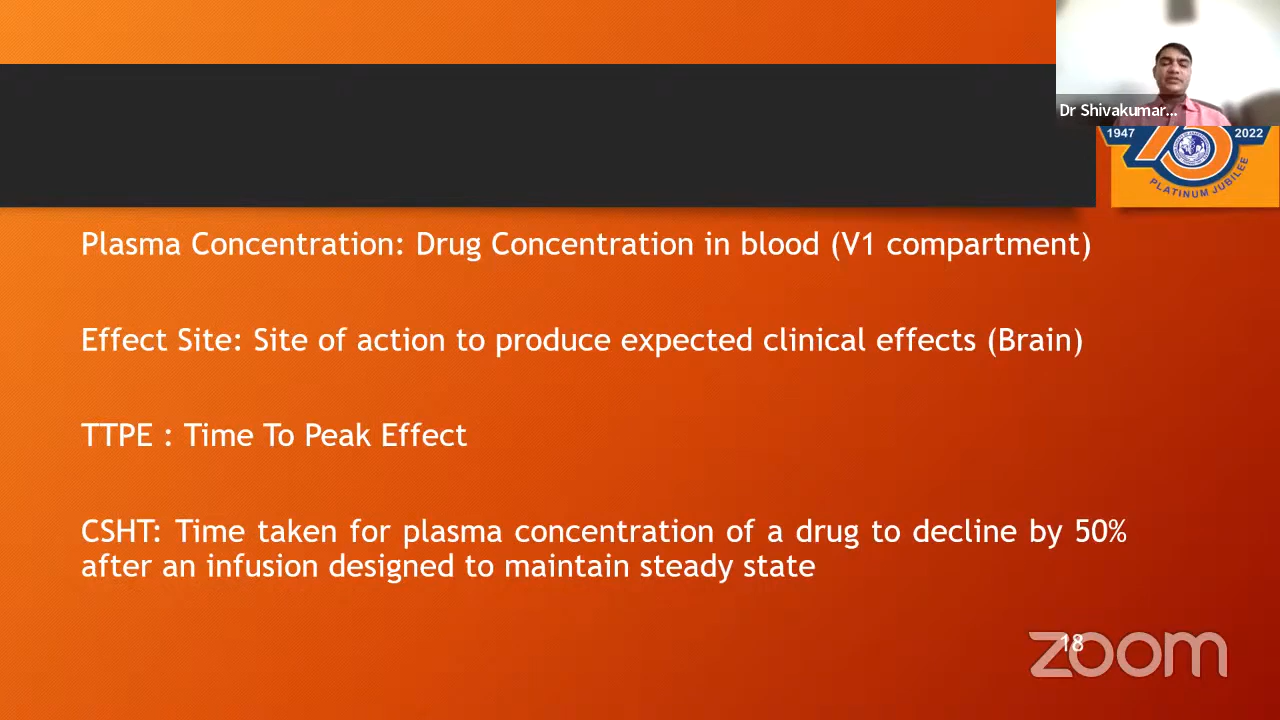 Dr Shivakumar...
1947
75
2022
PLATINUM JUBILEE
Plasma Concentration: Drug Concentration in blood (V1 compartment)
Effect Site: Site of action to produce expected clinical effects (Brain)
TTPE : Time To Peak Effect
CSHT: Time taken for plasma concentration of a drug to decline by 50%
after an infusion designed to maintain steady state
18
zoom